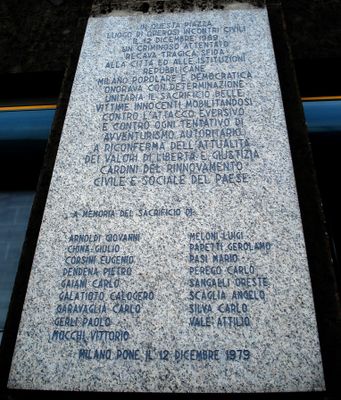 IN QUESTA PIAZZA
LUOGO DI OPEROSI INCONTRI CIVILI
IL 12 DICEMBRE 1969
UN CRIMINOSO ATTENTATO
RECAVA TRAGICA SFIDA
ALLA CITTÀ ED ALLE ISTITUZIONI
REPUBBLICANE
MILANO POPOLARE E DEMOCRATICA
ONORAVA CON DETERMINAZIONE
UNITARIA IL SACRIFICIO DELLE
VITTIME INNOCENTI MOBILITANDOSI
CONTRO L'ATTACCO EVERSIVO
E CONTRO OGNI TENTATIVO DI
AVVENTURISMO AUTORITARIO
A RICONFERMA DELL'ATTUALITÀ
DEI VALORI DI LIBERTÀ E GIUSTIZIA
CARDINI DEL RINNOVAMENTO
CIVILE E SOCIALE DEL PAESE
A MEMORIA DEL SACRIFICIO DI:
ARNOLDI GIOVANNI
CHINA GIULIO
CORSINI EUGENIO
DENDENA PIETRO
GAIANI CARLO
GALATIOTO CALOGERO
GARAVAGLIA CARLO
GERLI PAOLO
MOCCHI VITTORIO
MELONI LUIGI
PAPETTI GEROLAMO
PASI MARIO
PEREGO CARLO
SANGALLI ORESTE
SCAGLIA ANGELO
SILVA CARLO
VALÈ ATTILIO
MILANO PONE IL 12 DICEMBRE 1979